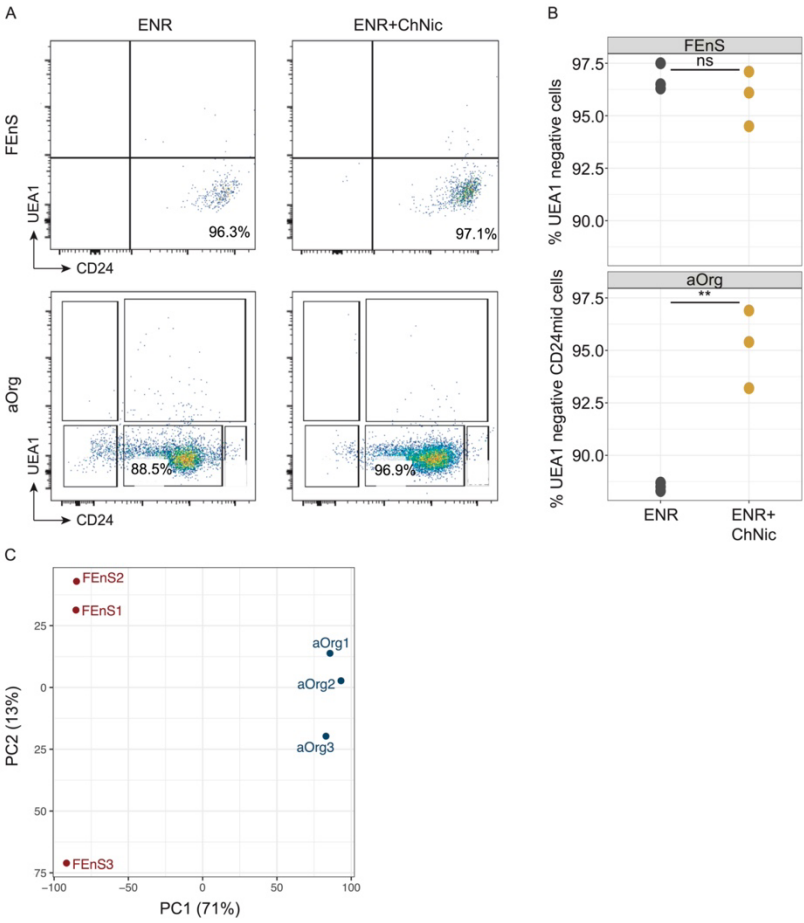 A
ENR
ENR+ChNic
FEnS
UEA1
CD24
96.3%
97.1%
aOrg
UEA1
CD24
88.5%
96.9%
B
FEnS
ns
% UEA1 negative cells
97.5
95.0
92.5
90.0
aOrg
**
% UEA1 negative CD24mid cells
97.5
95.0
92.5
90.0
ENR
ENR+
ChNic
C
FEnS2
FEnS1
aOrg1
aOrg2
aOrg3
FEnS3
PC2 (13%)
25
0
25
50
75
−100
−50
0
50
100
PC1 (71%)